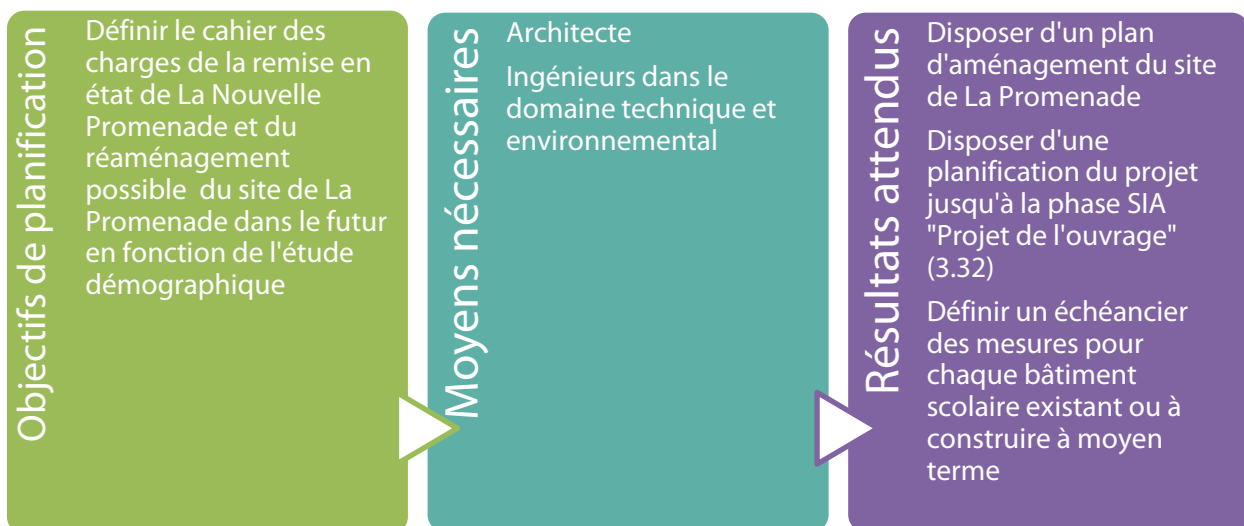 Objectifs de planification
Définir le cahier des
charges de la remise en
état de La Nouvelle
Promenade et du
réaménagement
possible du site de La
Promenade dans le futur
en fonction de l'étude
démographique
Moyens nécessaires
Architecte
Ingénieurs dans le
domaine technique et
environnemental
Résultats attendus
Disposer d'un plan
d'aménagement du site
de La Promenade
Disposer d'une
planification du projet
jusqu'à la phase SIA
"Projet de l'ouvrage"
(3.32)
Définir un échéancier
des mesures pour
chaque bâtiment
scolaire existant ou à
construire à moyen
terme